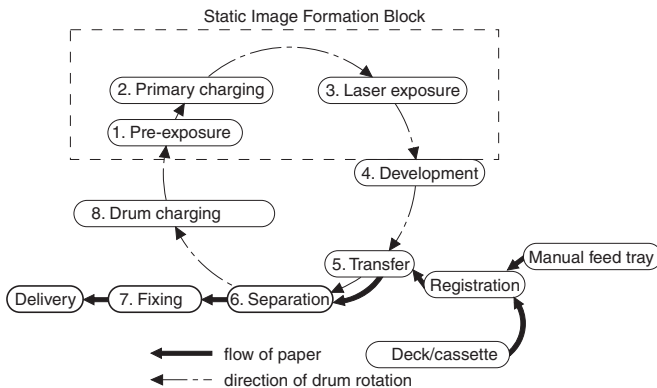 Static Image Formation Block
2. Primary charging
3. Laser exposure
1. Pre-exposure
4. Development
8. Drum charging
5. Transfer
Manual feed tray
Registration
Delivery
7. Fixing
6. Separation
Deck/cassette
flow of paper
direction of drum rotation